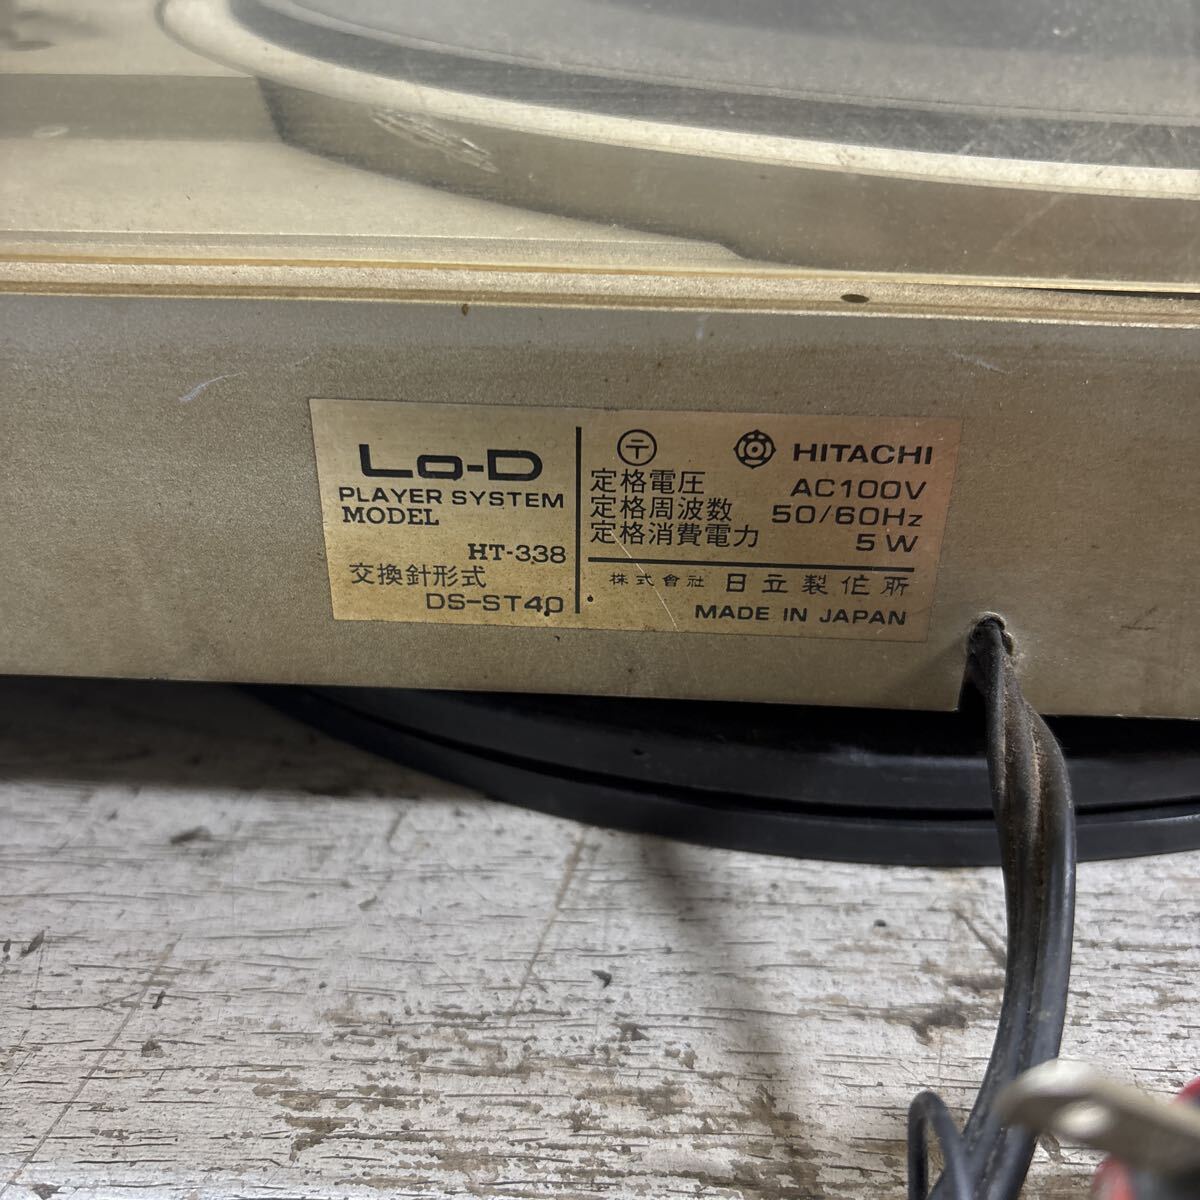 Lo-D
PLAYER SYSTEM
MODEL
HT-338
交換針形式
DS-ST40
〒 HITACHI
定格電圧 AC100V
定格周波数 50/60Hz
定格消費電力 5W
株式會社 日立製作所
MADE IN JAPAN